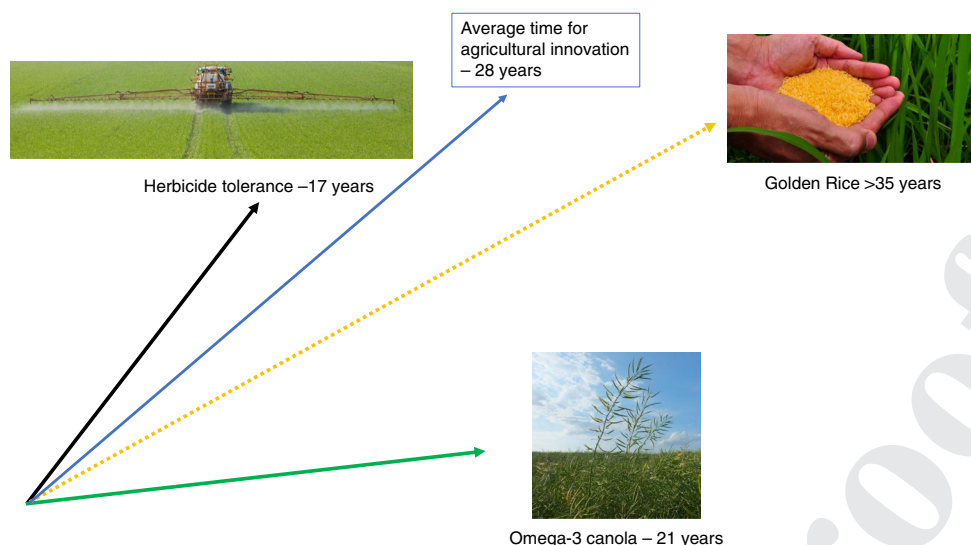 Average time for
agricultural innovation
– 28 years
Herbicide tolerance –17 years
Golden Rice >35 years
Omega-3 canola – 21 years